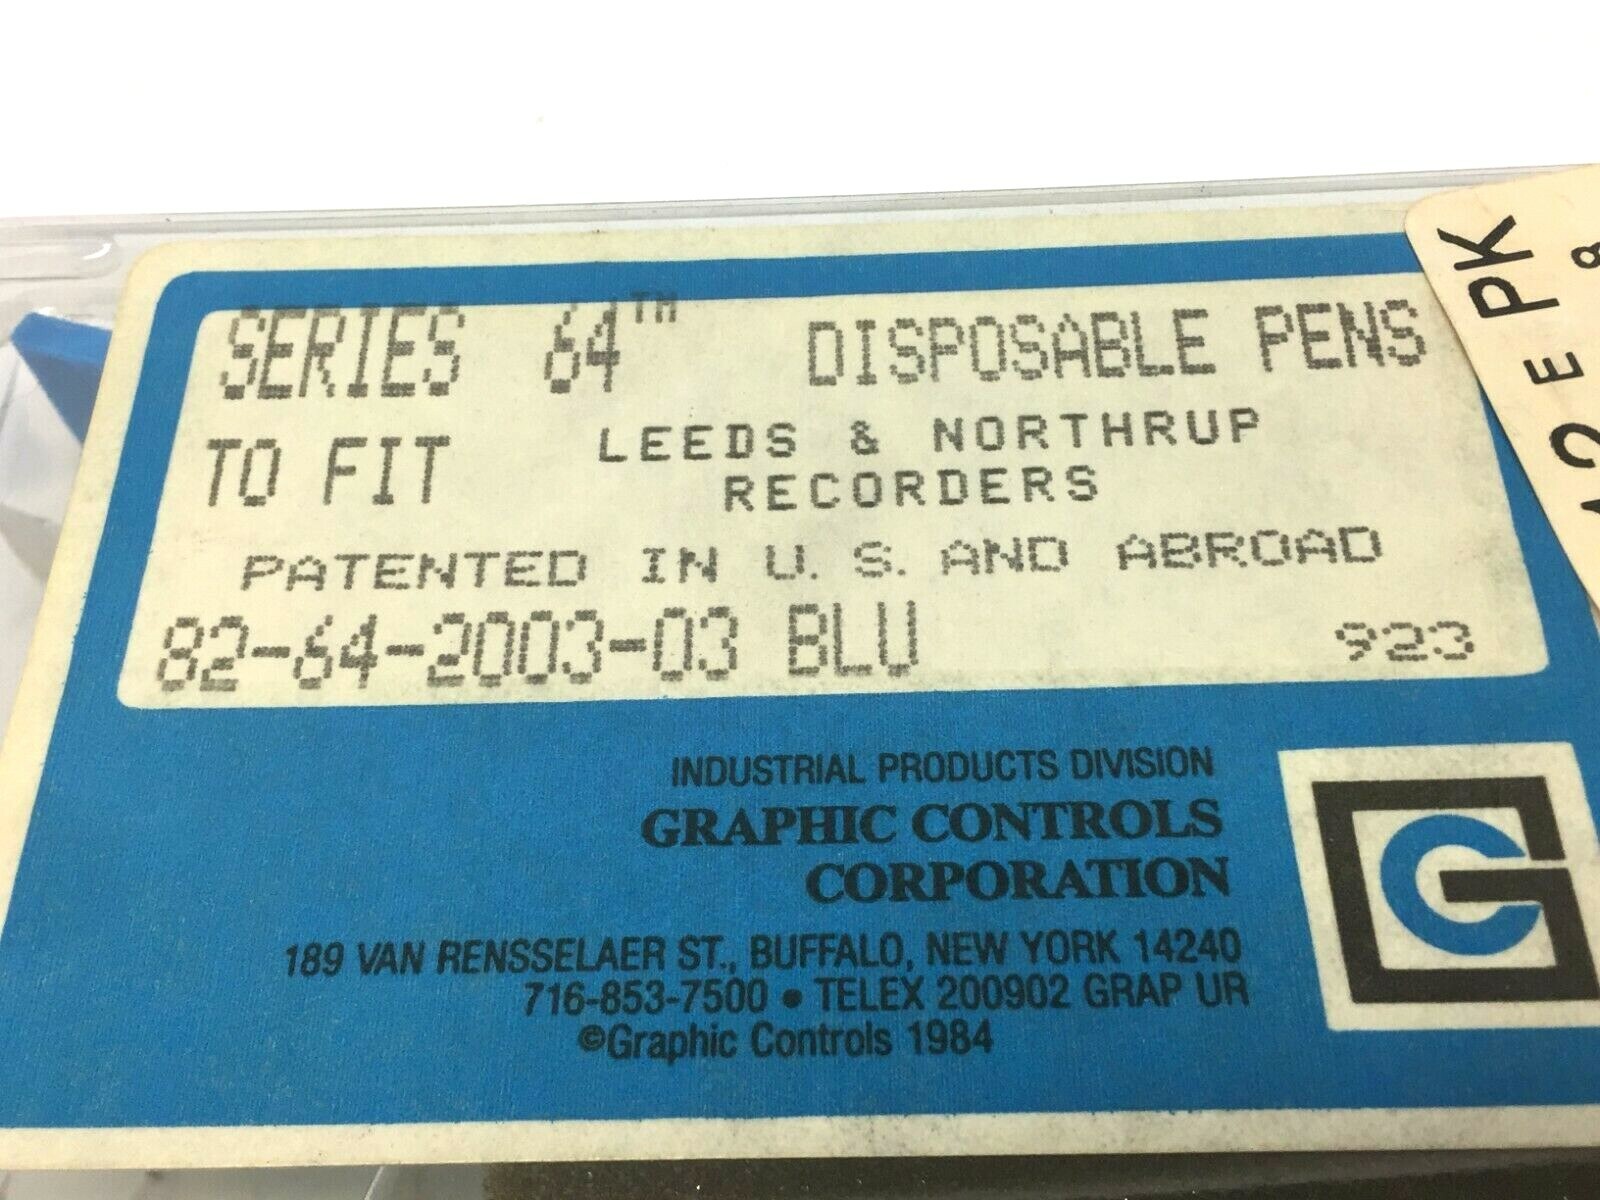 SERIES 64™ DISPOSABLE PENS
TO FIT LEEDS & NORTHRUP
RECORDERS
PATENTED IN U.S. AND ABROAD
82-64-2003-03 BLU 923
INDUSTRIAL PRODUCTS DIVISION
GRAPHIC CONTROLS
CORPORATION
189 VAN RENSSELAER ST., BUFFALO, NEW YORK 14240
716-853-7500 • TELEX 200902 GRAP UR
©Graphic Controls 1984
GC
PK
E